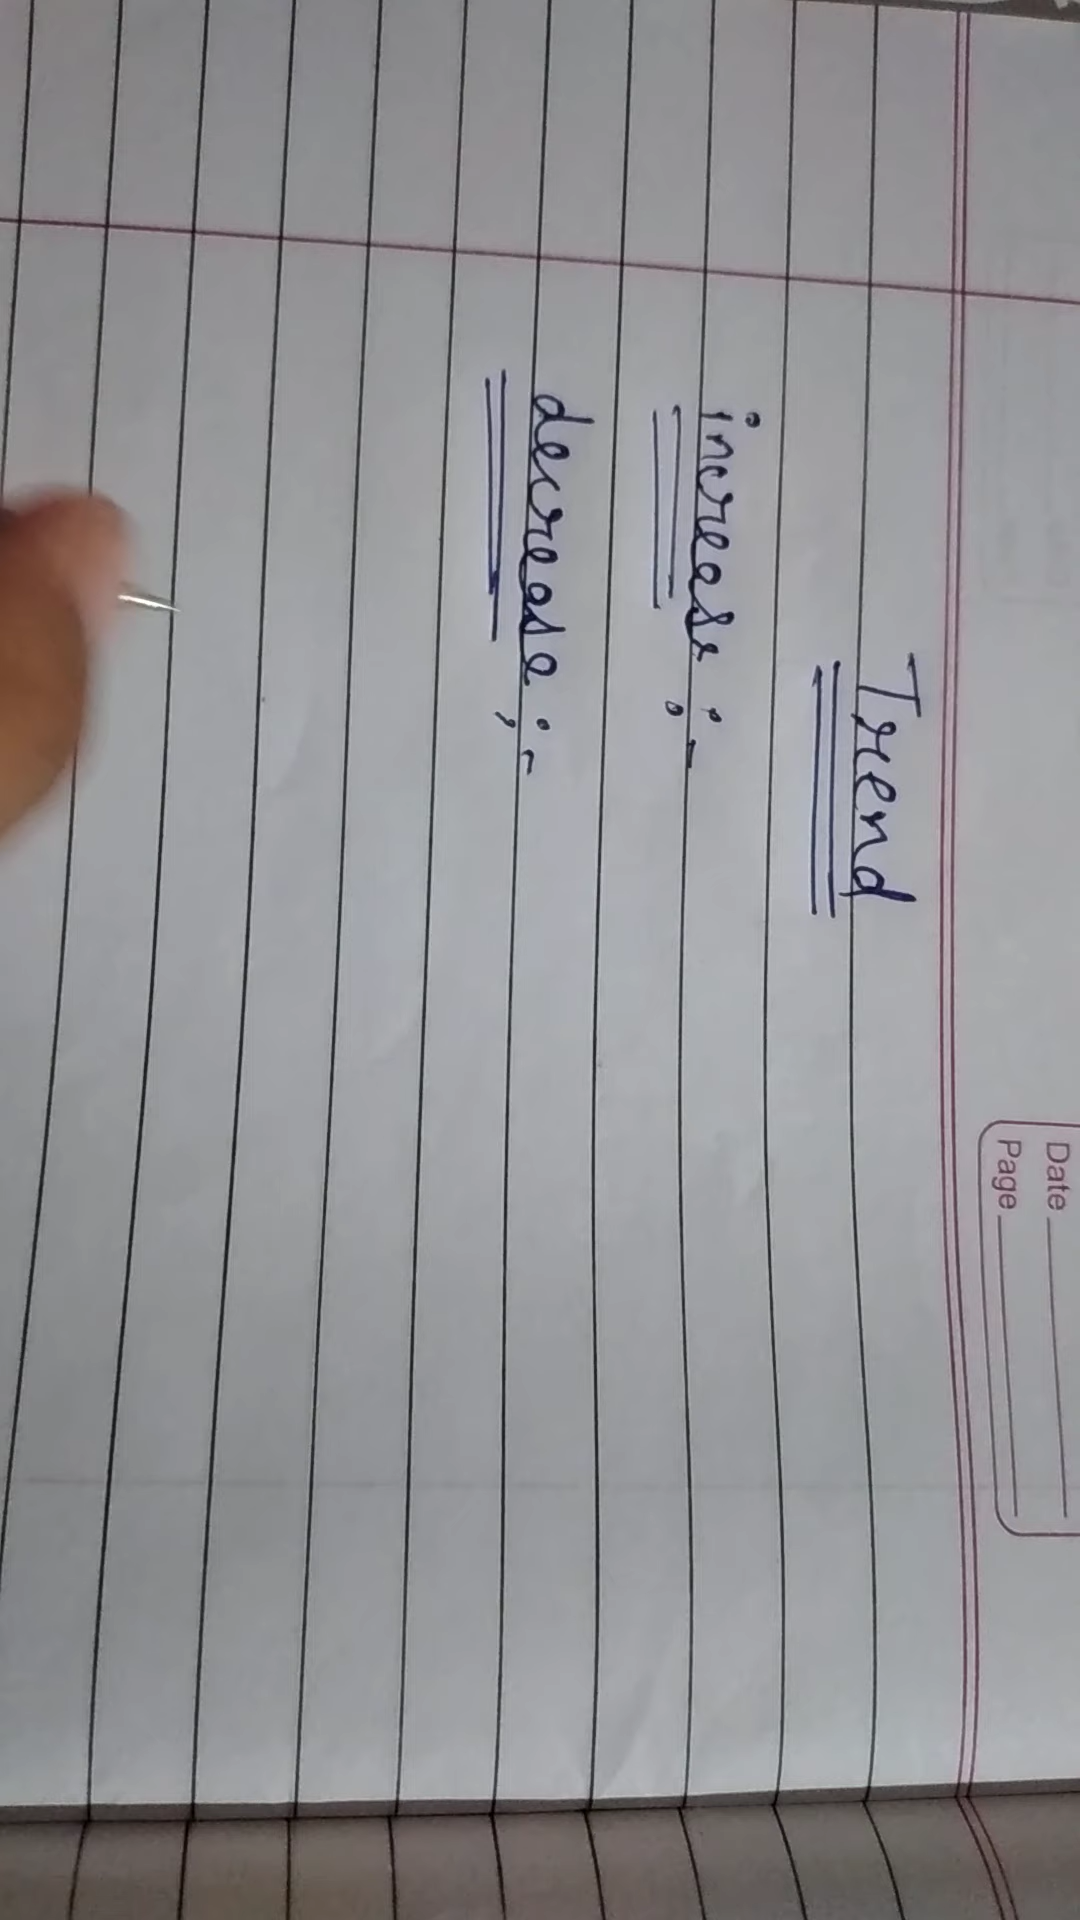 Date
Page
Trend
increase :-
decrease :-